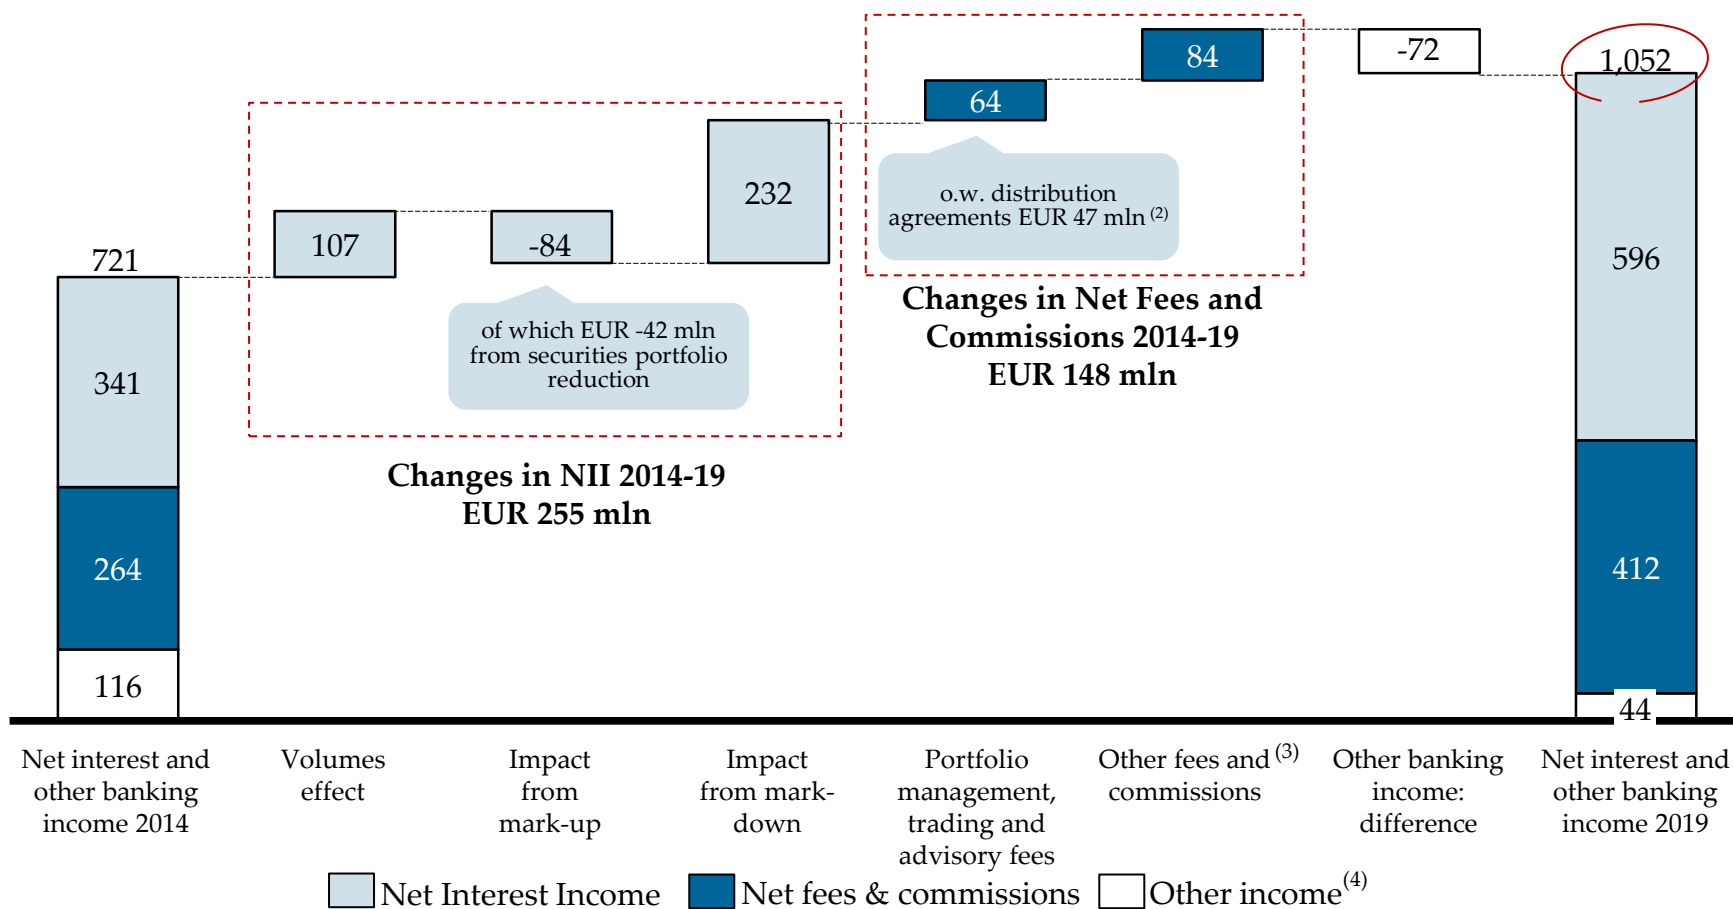 721
341
264
116
107
-84
232
of which EUR -42 mln
from securities portfolio
reduction
Changes in NII 2014-19
EUR 255 mln
64
84
o.w. distribution
agreements EUR 47 mln (2)
Changes in Net Fees and
Commissions 2014-19
EUR 148 mln
-72
1,052
596
412
44
Net interest and
other banking
income 2014
Volumes
effect
Impact
from
mark-up
Impact
from mark-
down
Portfolio
management,
trading and
advisory fees
Other fees and (3)
commissions
Other banking
income:
difference
Net interest and
other banking
income 2019
Net Interest Income
Net fees & commissions
Other income(4)